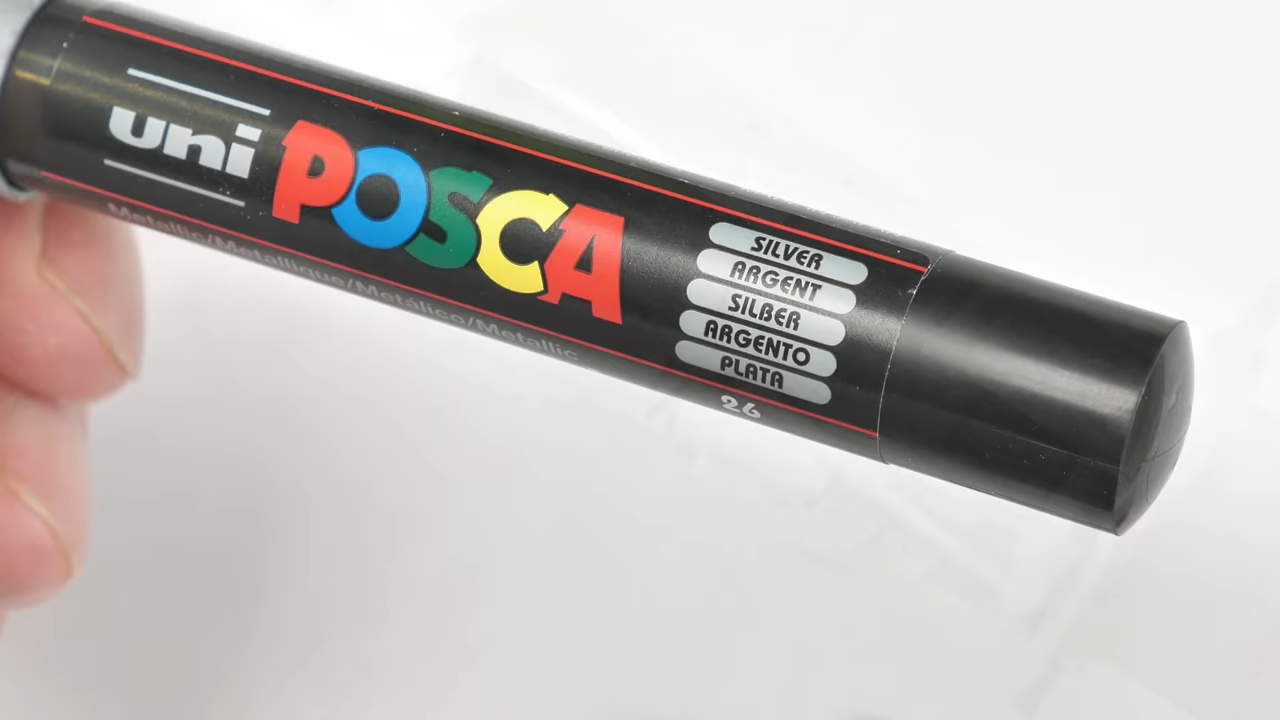 uni
POSCA
SILVER
ARGENT
SILBER
ARGENTO
PLATA
26
Metallic/Metallique/Metálico/Metallic